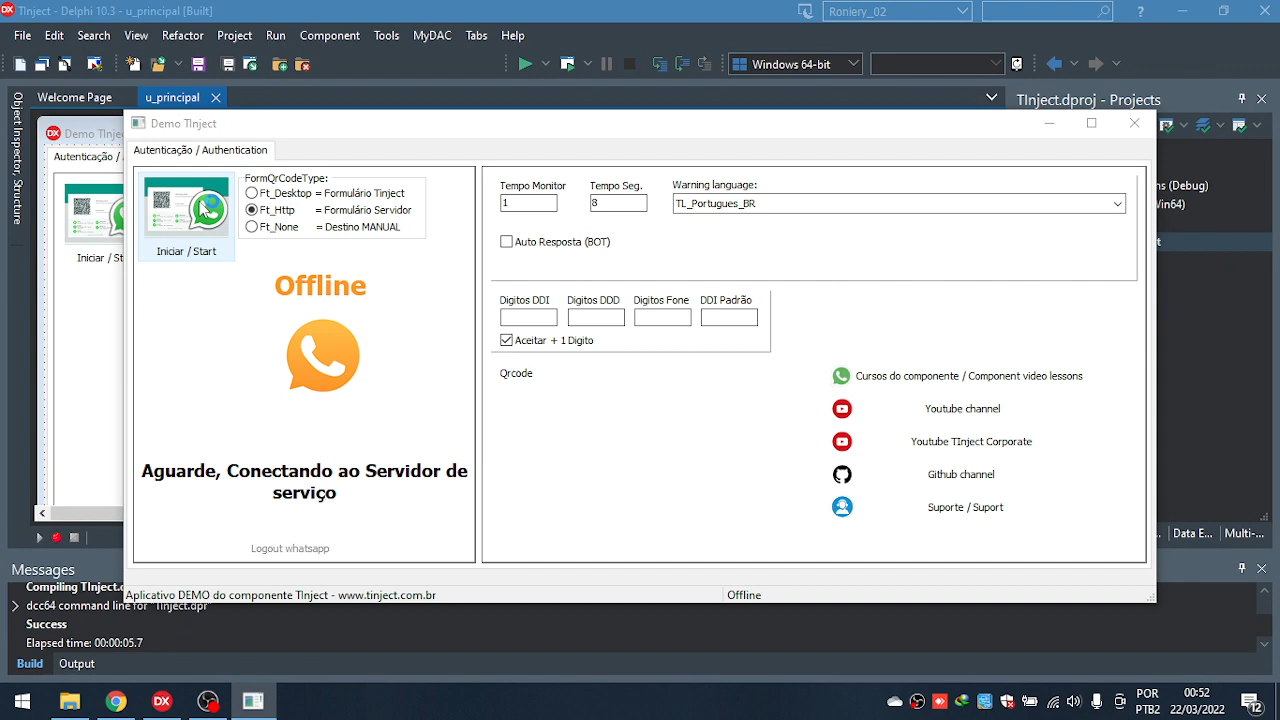 TInject - Delphi 10.3 - u_principal [Built]
Roniery_02
File Edit Search View Refactor Project Run Component Tools MyDAC Tabs Help
Windows 64-bit
Welcome Page
u_principal
TInject.dproj - Projects
Object Inspector
Structure
Demo TInject
Autenticação / Authentication
Iniciar / Start
FormQrCodeType:
Ft_Desktop = Formulário Tinject
Ft_Http = Formulário Servidor
Ft_None = Destino MANUAL
Offline
Aguarde, Conectando ao Servidor de
serviço
Logout whatsapp
Tempo Monitor Tempo Seg. Warning language:
1 8 TL_Portugues_BR
Auto Resposta (BOT)
Digitos DDI Digitos DDD Digitos Fone DDI Padrão
Aceitar + 1 Digito
Qrcode
Cursos do componente / Component video lessons
Youtube channel
Youtube TInject Corporate
Github channel
Suporte / Suport
Aplicativo DEMO do componente TInject - www.tinject.com.br
Offline
Data E... Multi-...
Messages
Compiling TInject.d
dcc64 command line for "TInject.dpr"
Success
Elapsed time: 00:00:05.7
Build Output
POR
PTB2
00:52
22/03/2022
12